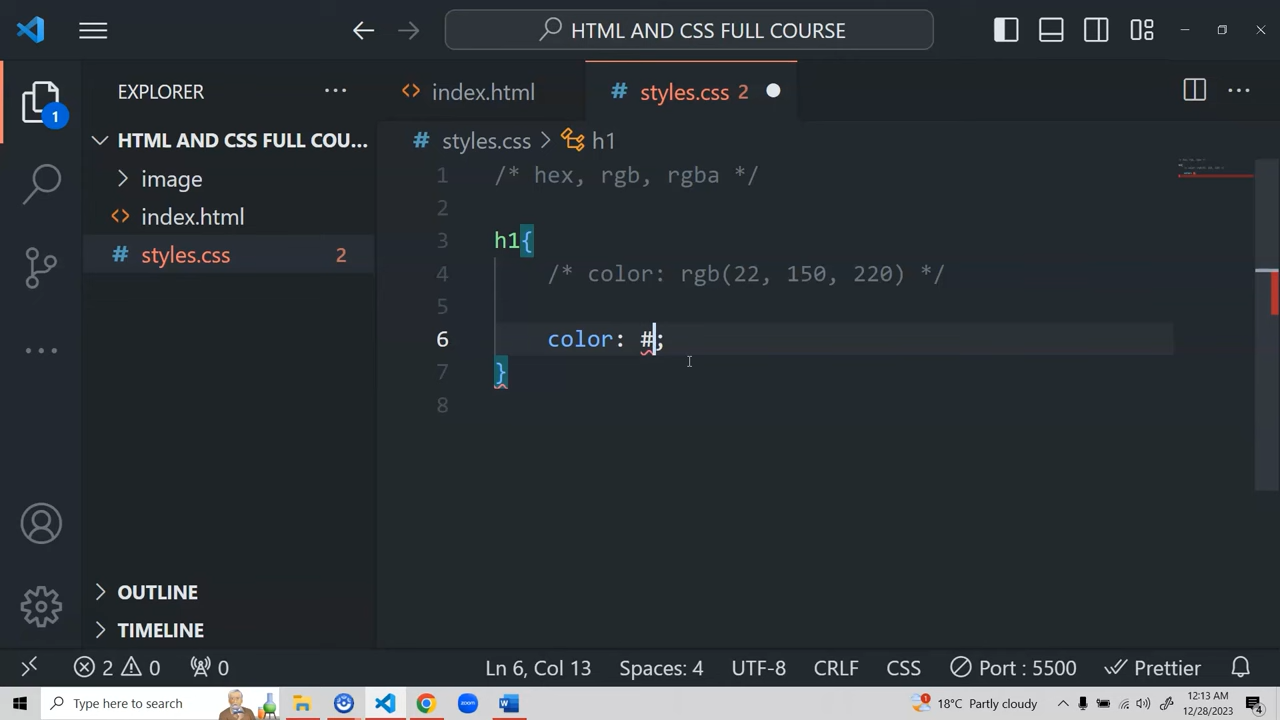 HTML AND CSS FULL COURSE
EXPLORER
index.html
styles.css 2
HTML AND CSS FULL COU...
image
index.html
styles.css 2
OUTLINE
TIMELINE
1
# styles.css > h1
1 /* hex, rgb, rgba */
2
3 h1{
4 /* color: rgb(22, 150, 220) */
5
6 color: #;
7 }
8
2 0 0 Ln 6, Col 13 Spaces: 4 UTF-8 CRLF CSS Port : 5500 Prettier
Type here to search 18°C Partly cloudy 12:13 AM
12/28/2023